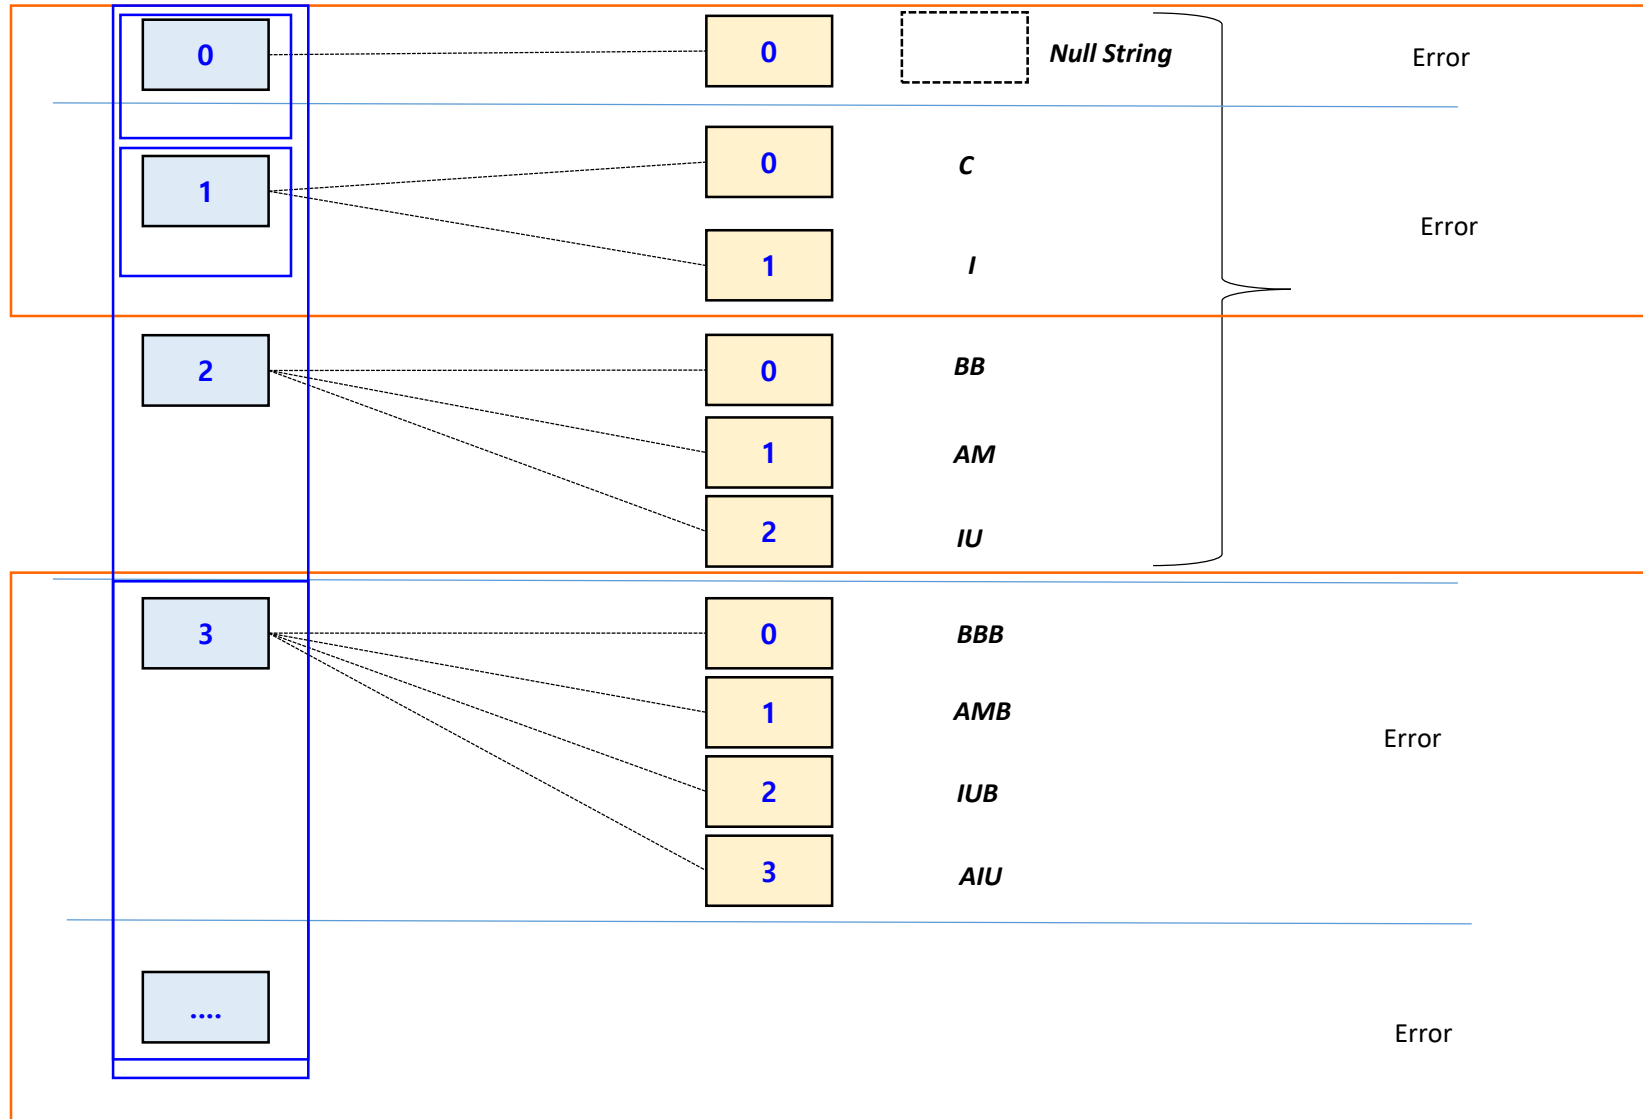 0 0 Null String Error
1 0 C
Error
1 I
2 0 BB
1 AM
2 IU
3 0 BBB
1 AMB
Error
2 IUB
3 AIU
....
Error